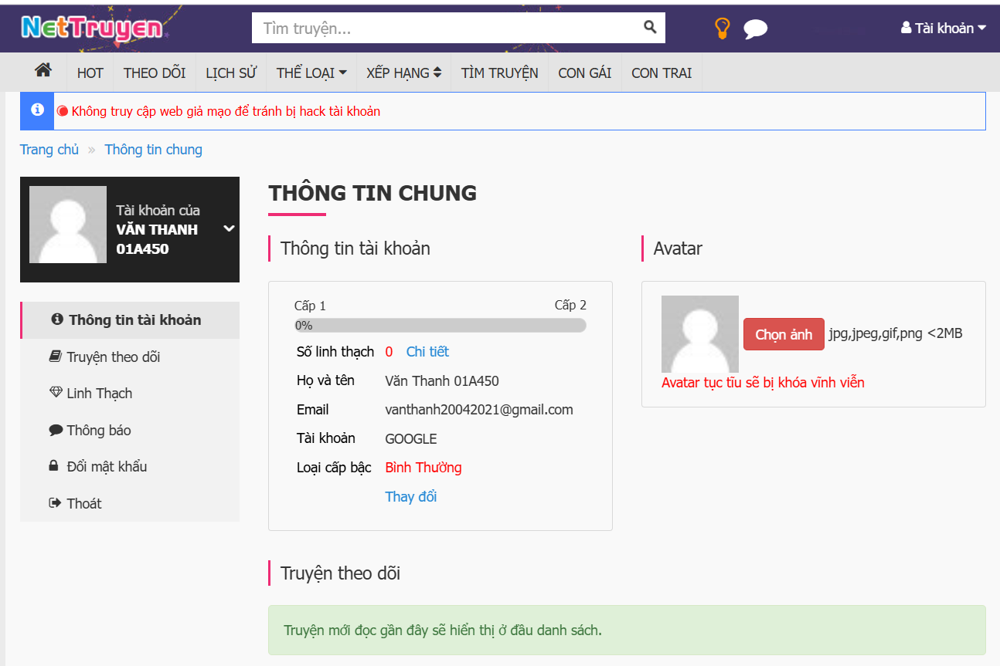 NetTruyen
Tìm truyện...
Tài khoản
HOT THEO DÕI LỊCH SỬ THỂ LOẠI XẾP HẠNG TÌM TRUYỆN CON GÁI CON TRAI
Không truy cập web giả mạo để tránh bị hack tài khoản
Trang chủ » Thông tin chung
Tài khoản của
VĂN THANH
01A450
Thông tin tài khoản
Truyện theo dõi
Linh Thạch
Thông báo
Đổi mật khẩu
Thoát
THÔNG TIN CHUNG
Thông tin tài khoản
Cấp 1 Cấp 2
0%
Số linh thạch 0 Chi tiết
Họ và tên Văn Thanh 01A450
Email vanthanh20042021@gmail.com
Tài khoản GOOGLE
Loại cấp bậc Bình Thường
Thay đổi
Avatar
Chọn ảnh jpg,jpeg,gif,png <2MB
Avatar tục tĩu sẽ bị khóa vĩnh viễn
Truyện theo dõi
Truyện mới đọc gần đây sẽ hiển thị ở đầu danh sách.